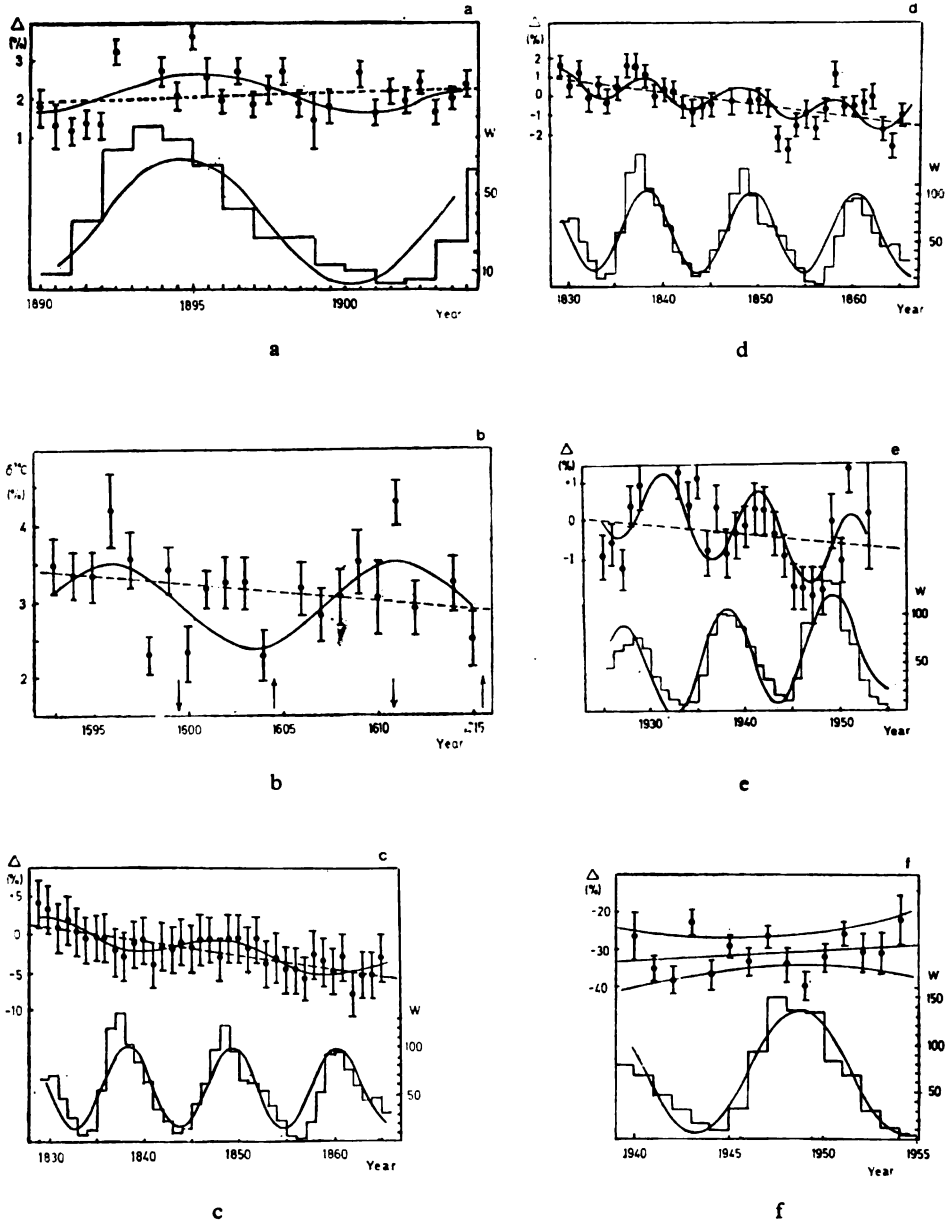 a
Δ
(%)
3
2
1
W
50
10
1890 1895 1900
Year
a
b
δ¹⁴C
(%)
4
3
2
1595 1600 1605 1610
Year
b
c
Δ
(%)
+5
0
-5
-10
W
100
50
1830 1840 1850 1860
Year
c
d
Δ
(%)
2
1
0
-1
-2
W
100
50
1830 1840 1850 1860
Year
d
e
Δ
(%)
+1
0
-1
W
100
50
1930 1940 1950
Year
e
f
Δ
(%)
-20
-30
-40
W
150
100
50
1940 1945 1950 1955
Year
f